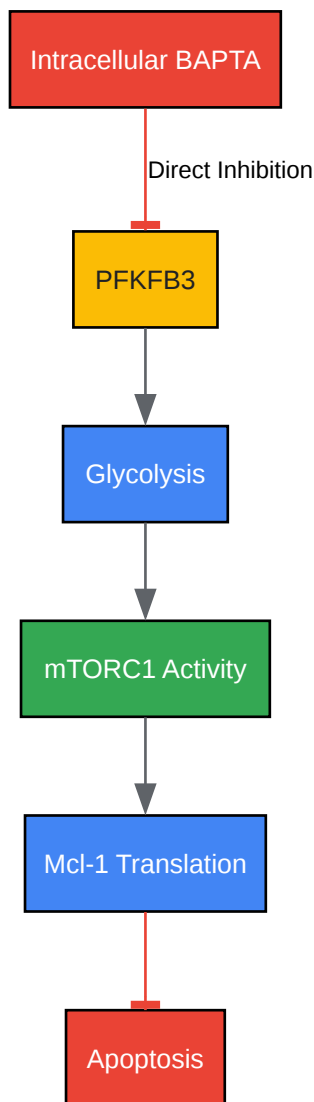 Intracellular BAPTA
Direct Inhibition
PFKFB3
Glycolysis
mTORC1 Activity
Mcl-1 Translation
Apoptosis